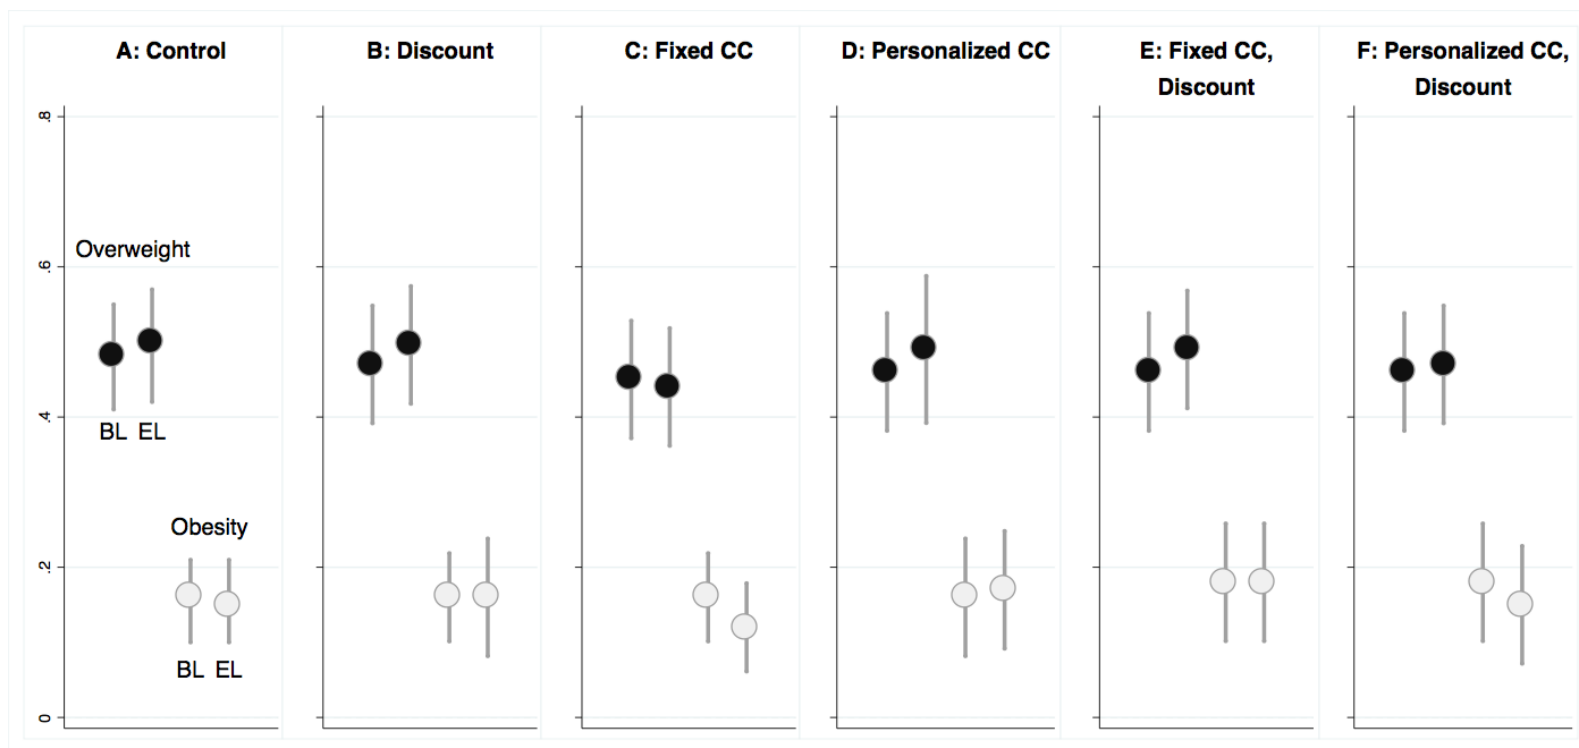 A: Control
B: Discount
C: Fixed CC
D: Personalized CC
E: Fixed CC,
Discount
F: Personalized CC,
Discount
.8
.6
.4
.2
0
Overweight
BL EL
Obesity
BL EL